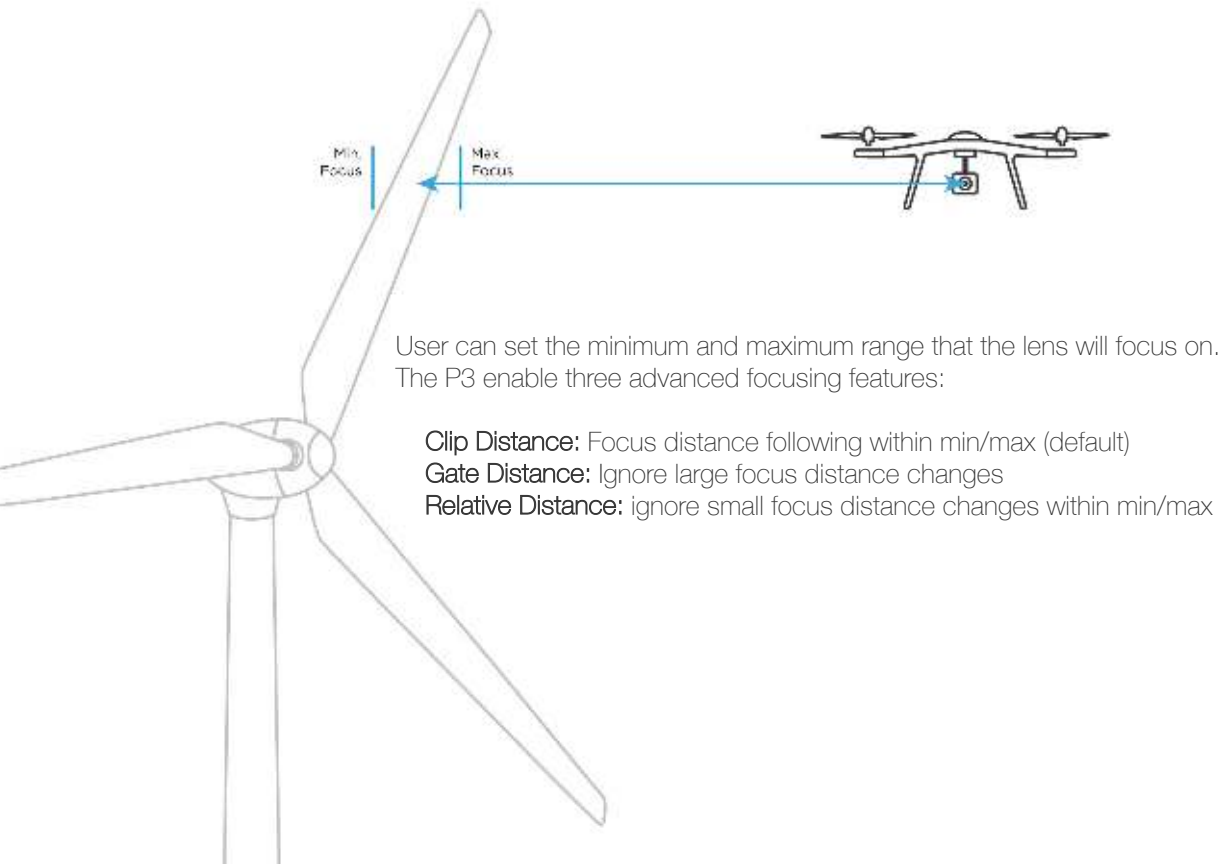 Min.
Focus
Max
Focus
User can set the minimum and maximum range that the lens will focus on.
The P3 enable three advanced focusing features:
Clip Distance: Focus distance following within min/max (default)
Gate Distance: Ignore large focus distance changes
Relative Distance: ignore small focus distance changes within min/max